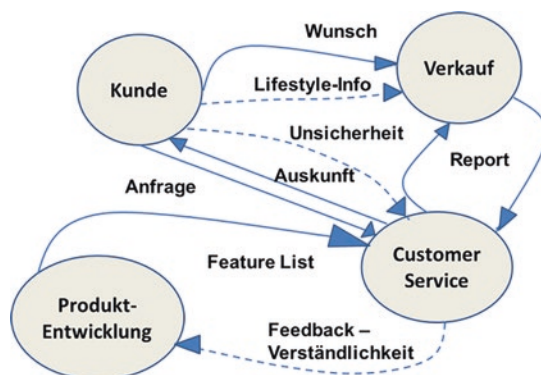 Wunsch
Verkauf
Kunde
Lifestyle-Info
Unsicherheit
Report
Auskunft
Anfrage
Customer
Service
Feature List
Produkt-
Entwicklung
Feedback –
Verständlichkeit